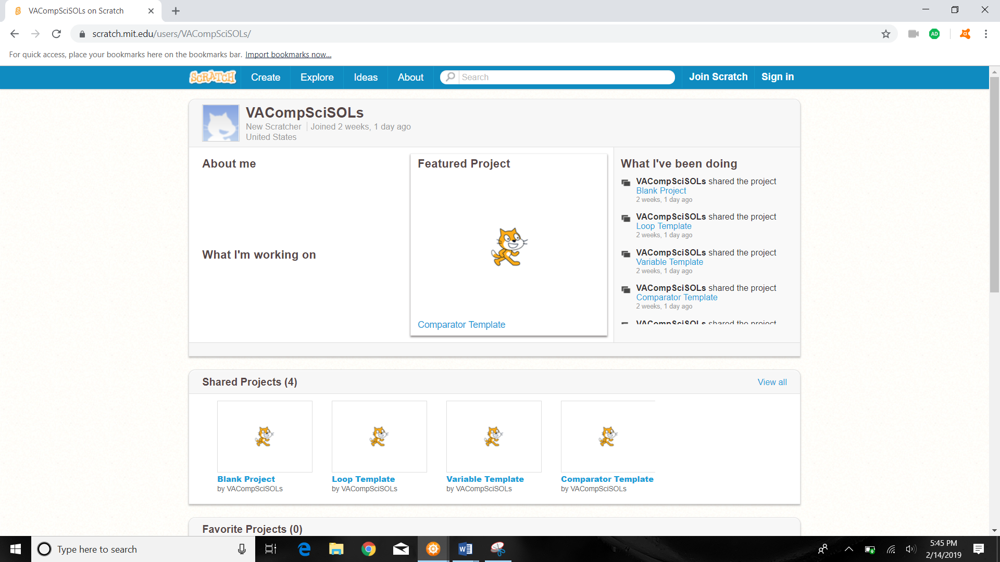 VACompSciSOLs on Scratch
scratch.mit.edu/users/VACompSciSOLs/
AD
For quick access, place your bookmarks here on the bookmarks bar. Import bookmarks now...
SCRATCH Create Explore Ideas About Search Join Scratch Sign in
VACompSciSOLs
New Scratcher Joined 2 weeks, 1 day ago
United States
About me
What I'm working on
Featured Project
Comparator Template
What I've been doing
VACompSciSOLs shared the project
Blank Project
2 weeks, 1 day ago
VACompSciSOLs shared the project
Loop Template
2 weeks, 1 day ago
VACompSciSOLs shared the project
Variable Template
2 weeks, 1 day ago
VACompSciSOLs shared the project
Comparator Template
2 weeks, 1 day ago
VACompSciSOLs shared the project
Shared Projects (4) View all
Blank Project
by VACompSciSOLs
Loop Template
by VACompSciSOLs
Variable Template
by VACompSciSOLs
Comparator Template
by VACompSciSOLs
Favorite Projects (0)
Type here to search
5:45 PM
2/14/2019